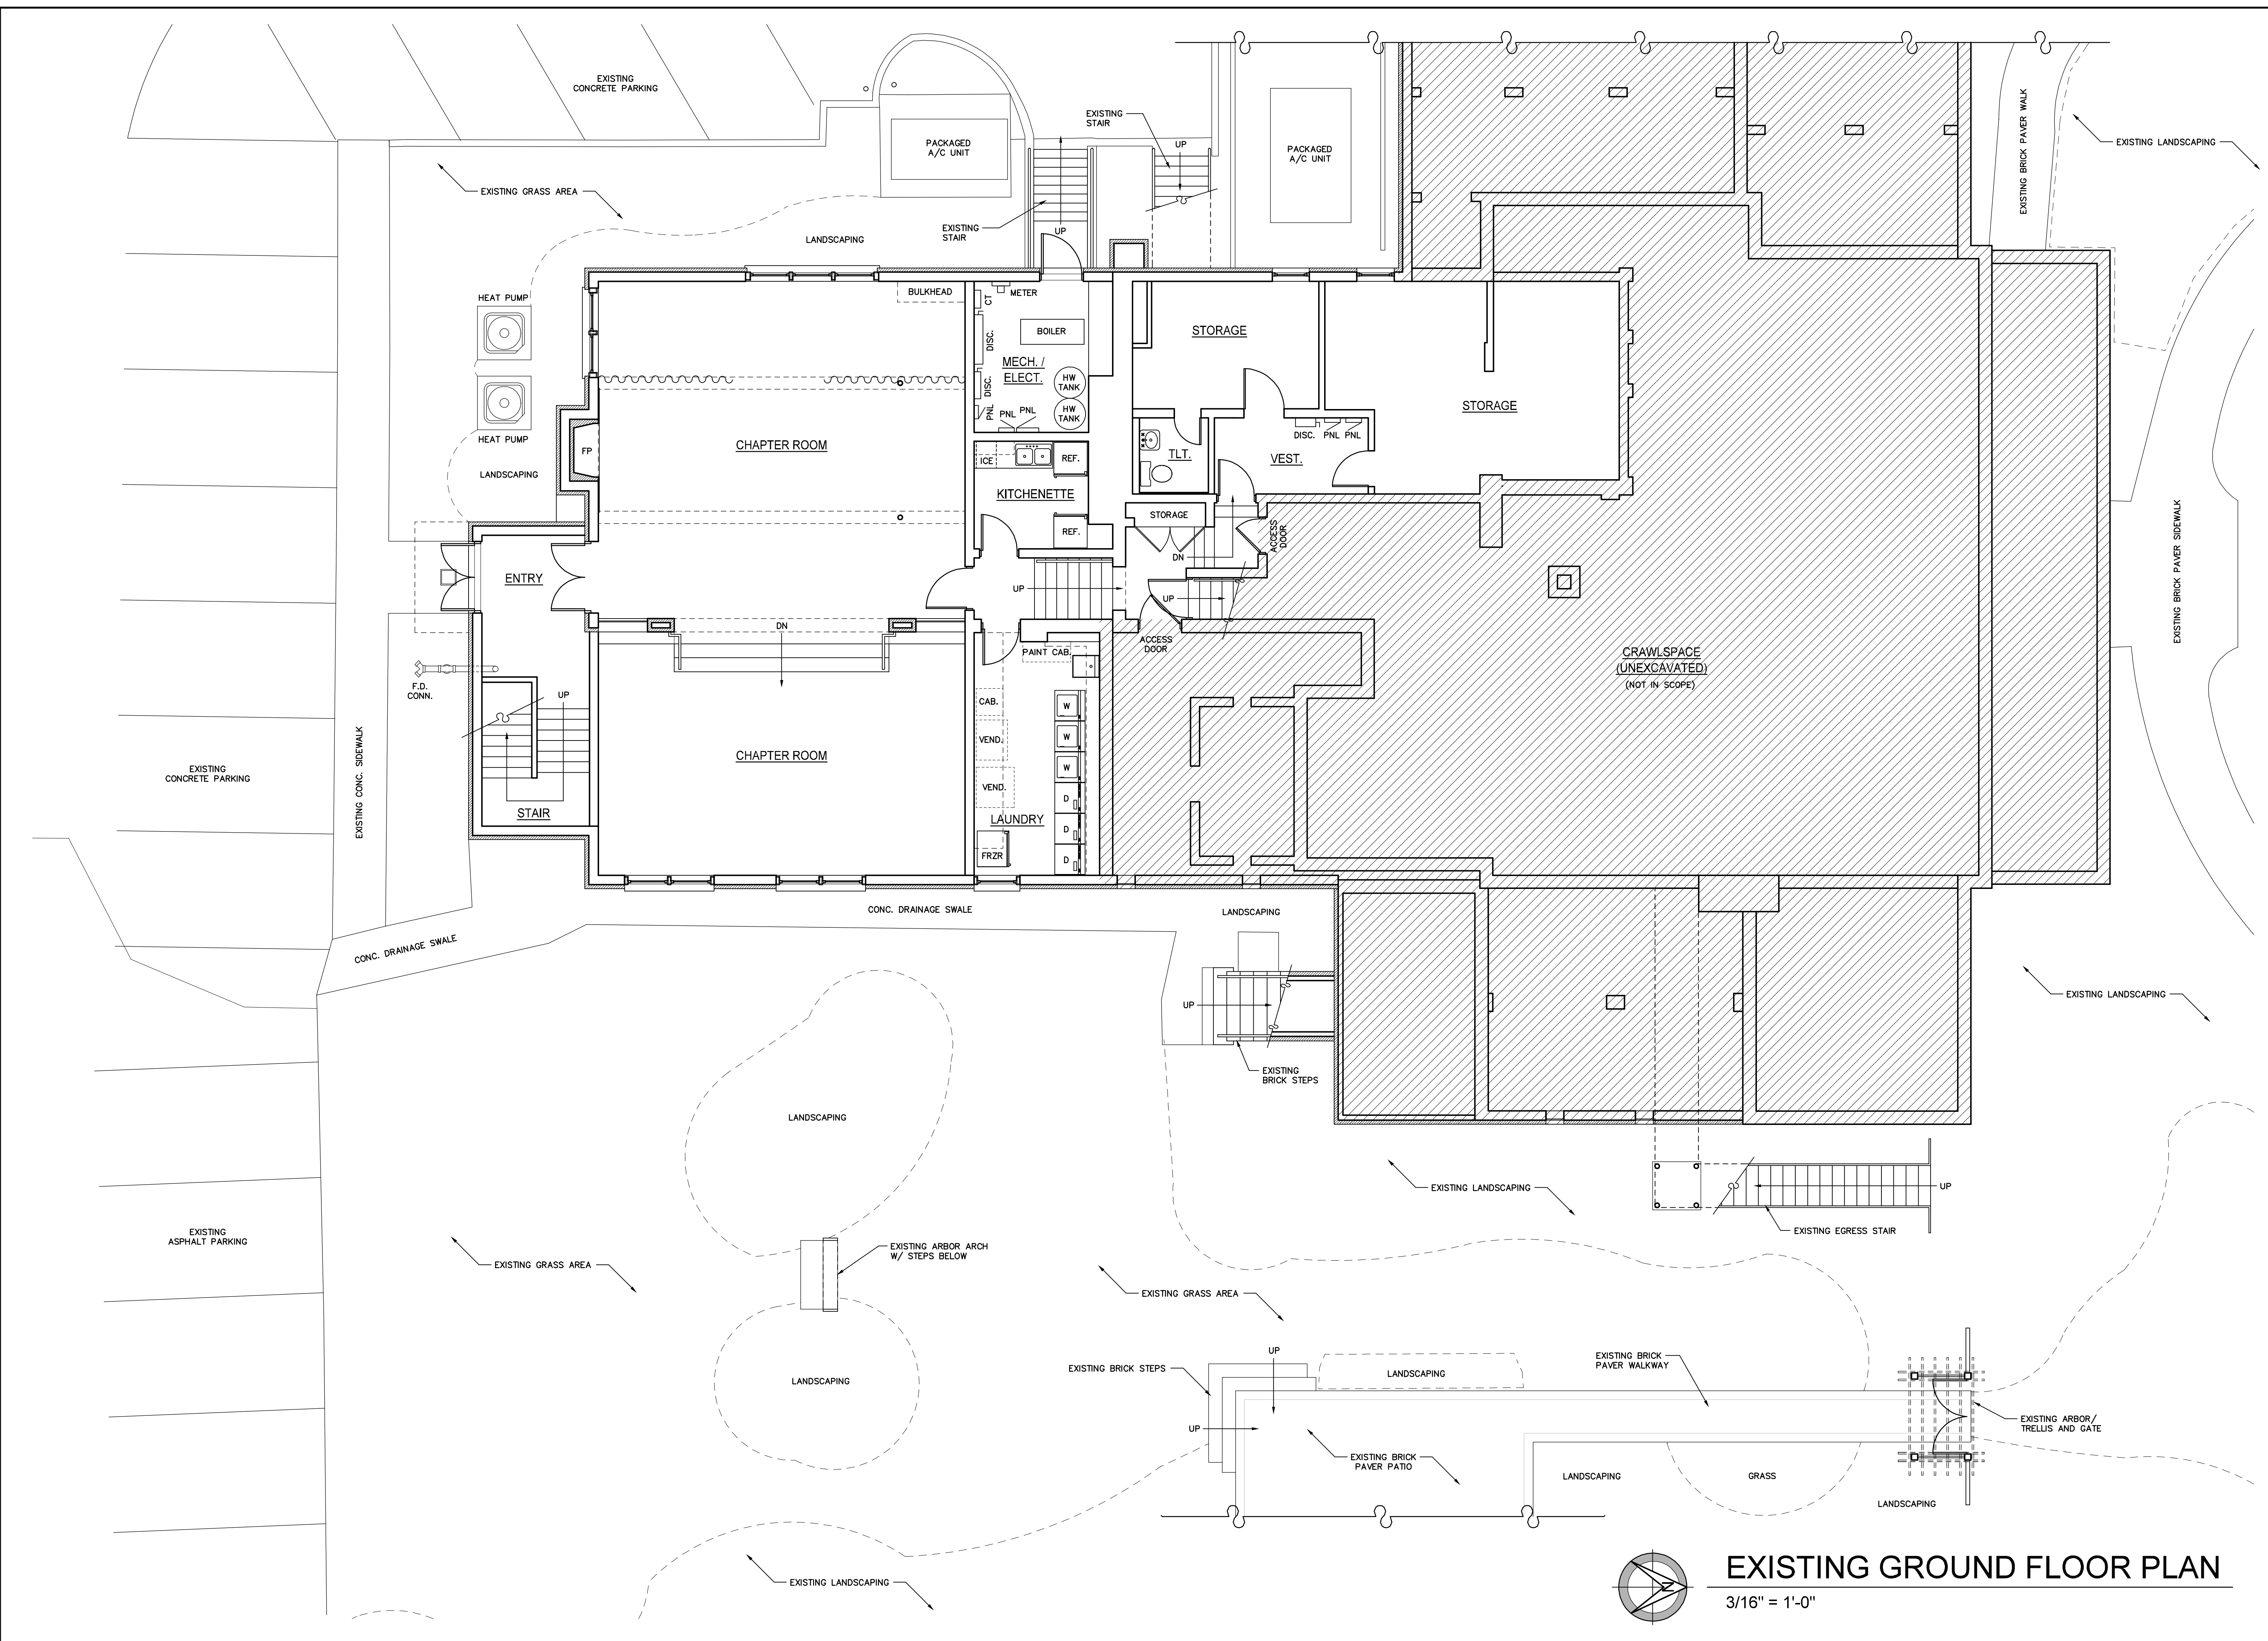 EXISTING
CONCRETE PARKING
PACKAGED
A/C UNIT
EXISTING
STAIR
UP
PACKAGED
A/C UNIT
EXISTING BRICK PAVER WALK
EXISTING LANDSCAPING
EXISTING GRASS AREA
EXISTING
STAIR
UP
LANDSCAPING
HEAT PUMP
BULKHEAD
CT
METER
DISC.
BOILER
MECH. /
ELECT.
HW
TANK
DISC.
HW
TANK
PNL
PNL
PNL
STORAGE
STORAGE
HEAT PUMP
CHAPTER ROOM
FP
LANDSCAPING
ICE
REF.
KITCHENETTE
REF.
TLT.
VEST.
DISC.
PNL
PNL
STORAGE
ACCESS
DOOR
DN
ENTRY
UP
UP
EXISTING BRICK PAVER SIDEWALK
DN
ACCESS
DOOR
PAINT CAB.
CRAWLSPACE
(UNEXCAVATED)
(NOT IN SCOPE)
F.D.
CONN.
UP
CAB.
W
VEND.
W
W
VEND.
D
D
D
LAUNDRY
FRZR
CHAPTER ROOM
EXISTING
CONCRETE PARKING
EXISTING CONC. SIDEWALK
STAIR
CONC. DRAINAGE SWALE
LANDSCAPING
CONC. DRAINAGE SWALE
UP
EXISTING
BRICK STEPS
EXISTING LANDSCAPING
LANDSCAPING
EXISTING LANDSCAPING
UP
EXISTING EGRESS STAIR
EXISTING
ASPHALT PARKING
EXISTING GRASS AREA
EXISTING ARBOR ARCH
W/ STEPS BELOW
EXISTING GRASS AREA
LANDSCAPING
EXISTING BRICK STEPS
UP
LANDSCAPING
EXISTING BRICK
PAVER WALKWAY
UP
EXISTING ARBOR/
TRELLIS AND GATE
EXISTING BRICK
PAVER PATIO
LANDSCAPING
GRASS
LANDSCAPING
EXISTING LANDSCAPING
N
EXISTING GROUND FLOOR PLAN
3/16" = 1'-0"